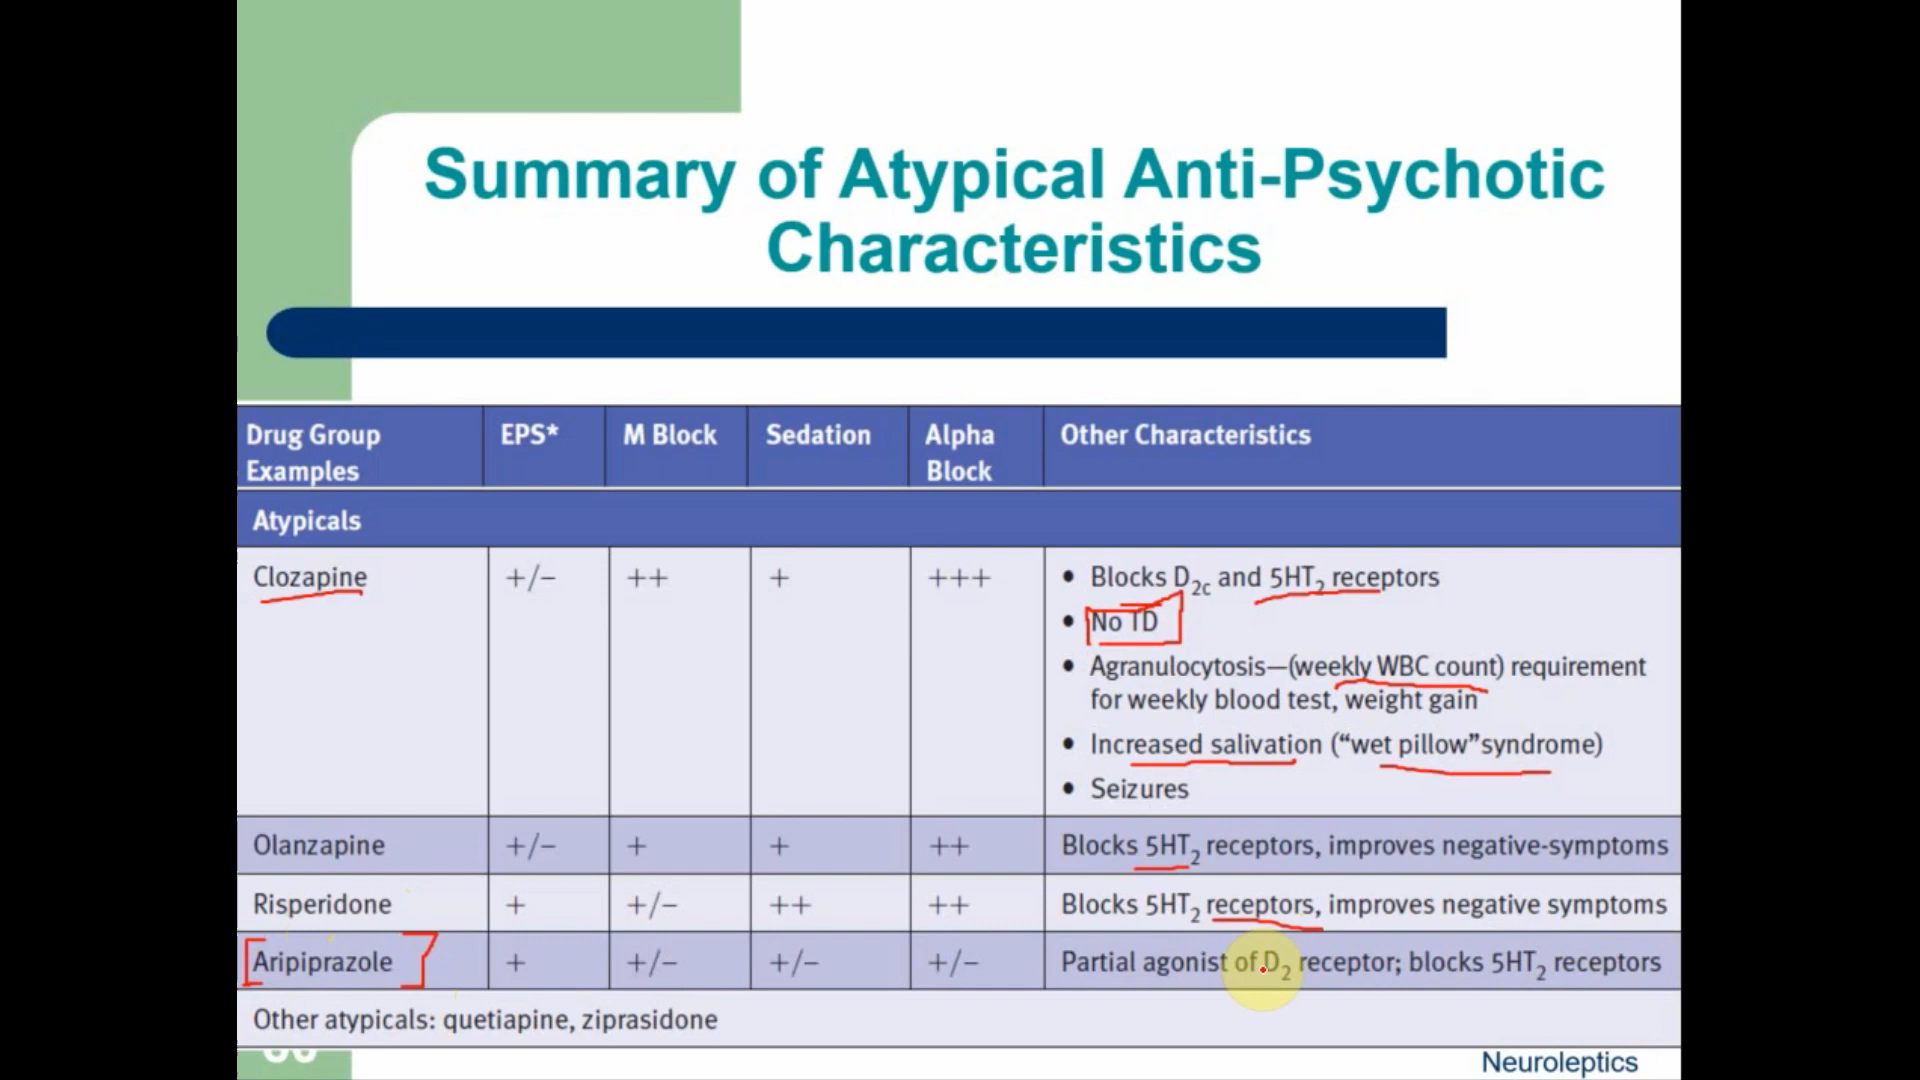 Summary of Atypical Anti-Psychotic
Characteristics
Drug Group
Examples
EPS*
M Block
Sedation
Alpha
Block
Other Characteristics
Atypicals
Clozapine
+/–
++
+
+++
• Blocks D2c and 5HT2 receptors
• No TD
• Agranulocytosis—(weekly WBC count) requirement
for weekly blood test, weight gain
• Increased salivation (“wet pillow”syndrome)
• Seizures
Olanzapine
+/–
+
+
++
Blocks 5HT2 receptors, improves negative-symptoms
Risperidone
+
+/–
++
++
Blocks 5HT2 receptors, improves negative symptoms
Aripiprazole
+
+/–
+/–
+/–
Partial agonist of D2 receptor; blocks 5HT2 receptors
Other atypicals: quetiapine, ziprasidone
Neuroleptics